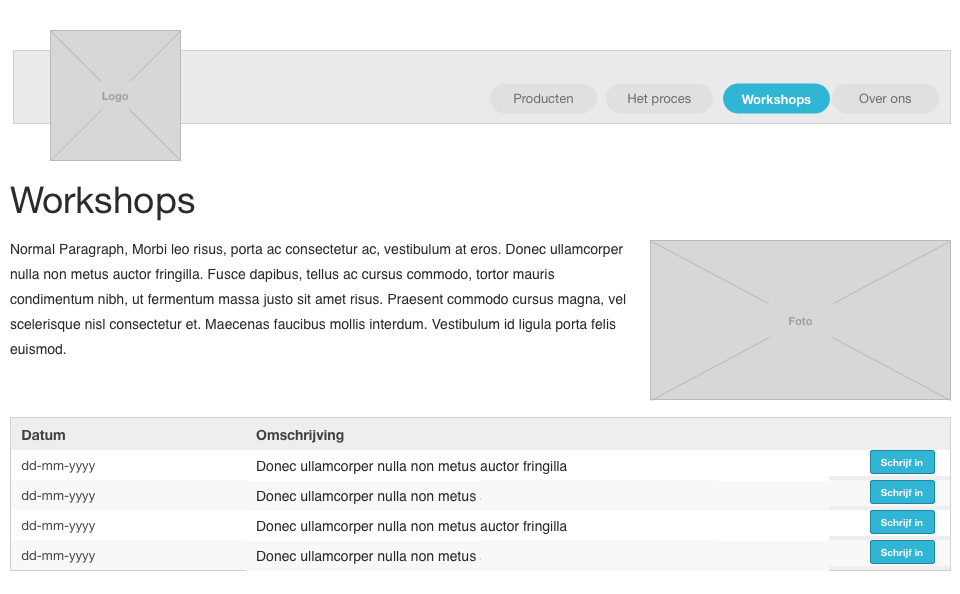 Logo
Producten Het proces Workshops Over ons
Workshops
Normal Paragraph, Morbi leo risus, porta ac consectetur ac, vestibulum at eros. Donec ullamcorper
nulla non metus auctor fringilla. Fusce dapibus, tellus ac cursus commodo, tortor mauris
condimentum nibh, ut fermentum massa justo sit amet risus. Praesent commodo cursus magna, vel
scelerisque nisl consectetur et. Maecenas faucibus mollis interdum. Vestibulum id ligula porta felis
euismod.
Foto
Datum Omschrijving
dd-mm-yyyy Donec ullamcorper nulla non metus auctor fringilla Schrijf in
dd-mm-yyyy Donec ullamcorper nulla non metus Schrijf in
dd-mm-yyyy Donec ullamcorper nulla non metus auctor fringilla Schrijf in
dd-mm-yyyy Donec ullamcorper nulla non metus Schrijf in